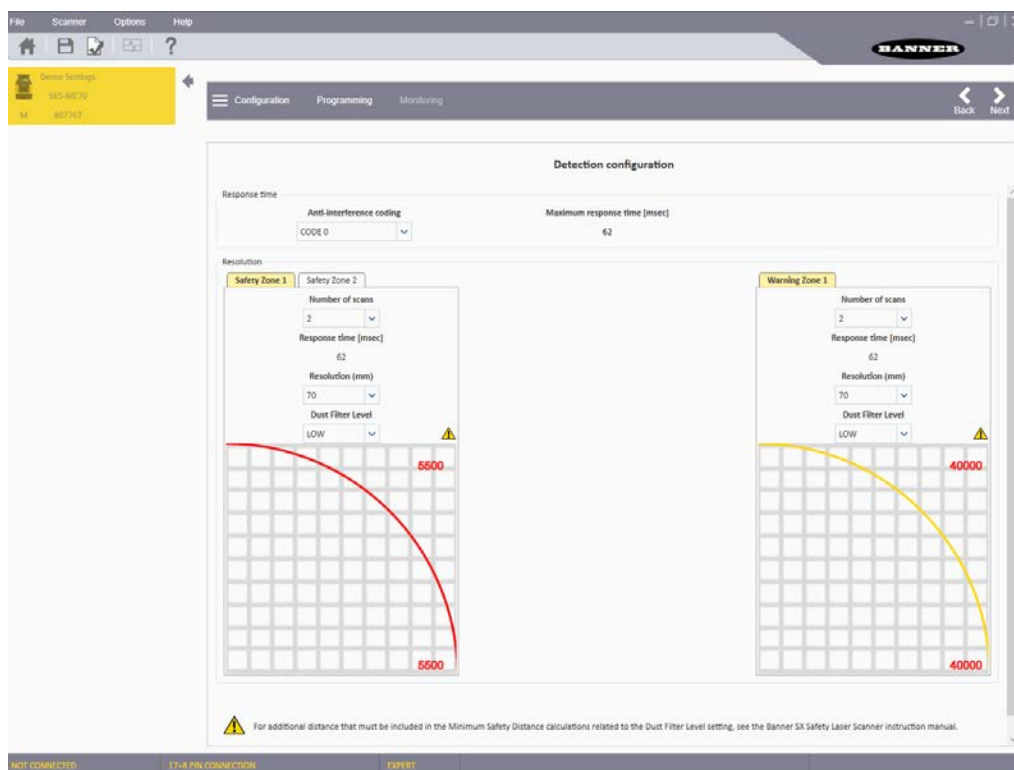 File Scanner Options Help
BANNER
Demo Settings
SX5-ME70
M 807767
Configuration Programming Monitoring
Back Next
Detection configuration
Response time
Anti-interference coding Maximum response time [msec]
CODE 0 62
Resolution
Safety Zone 1 Safety Zone 2 Warning Zone 1
Number of scans Number of scans
2 2
Response time [msec] Response time [msec]
62 62
Resolution (mm) Resolution (mm)
70 70
Dust Filter Level Dust Filter Level
LOW LOW
5500 40000
5500 40000
For additional distance that must be included in the Minimum Safety Distance calculations related to the Dust Filter Level setting, see the Banner SX Safety Laser Scanner instruction manual.
NOT CONNECTED 17+8 PIN CONNECTION EXPERT